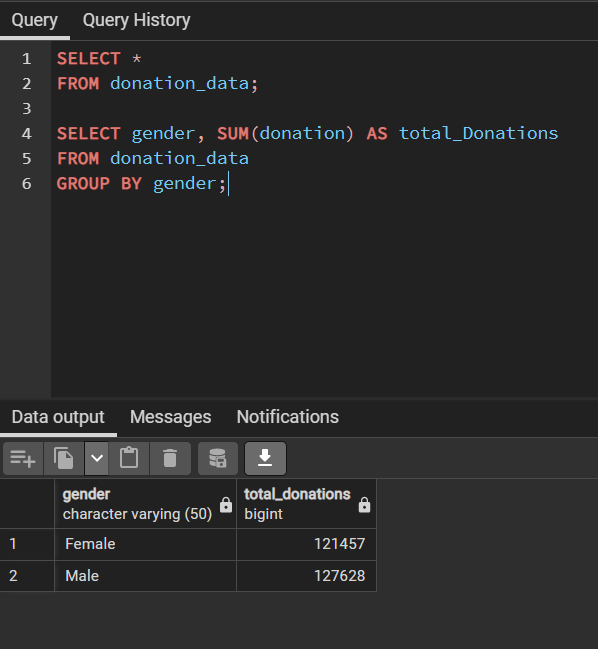 Query Query History
1 SELECT *
2 FROM donation_data;
3
4 SELECT gender, SUM(donation) AS total_Donations
5 FROM donation_data
6 GROUP BY gender;
Data output Messages Notifications
gender total_donations
character varying (50) bigint
1 Female 121457
2 Male 127628